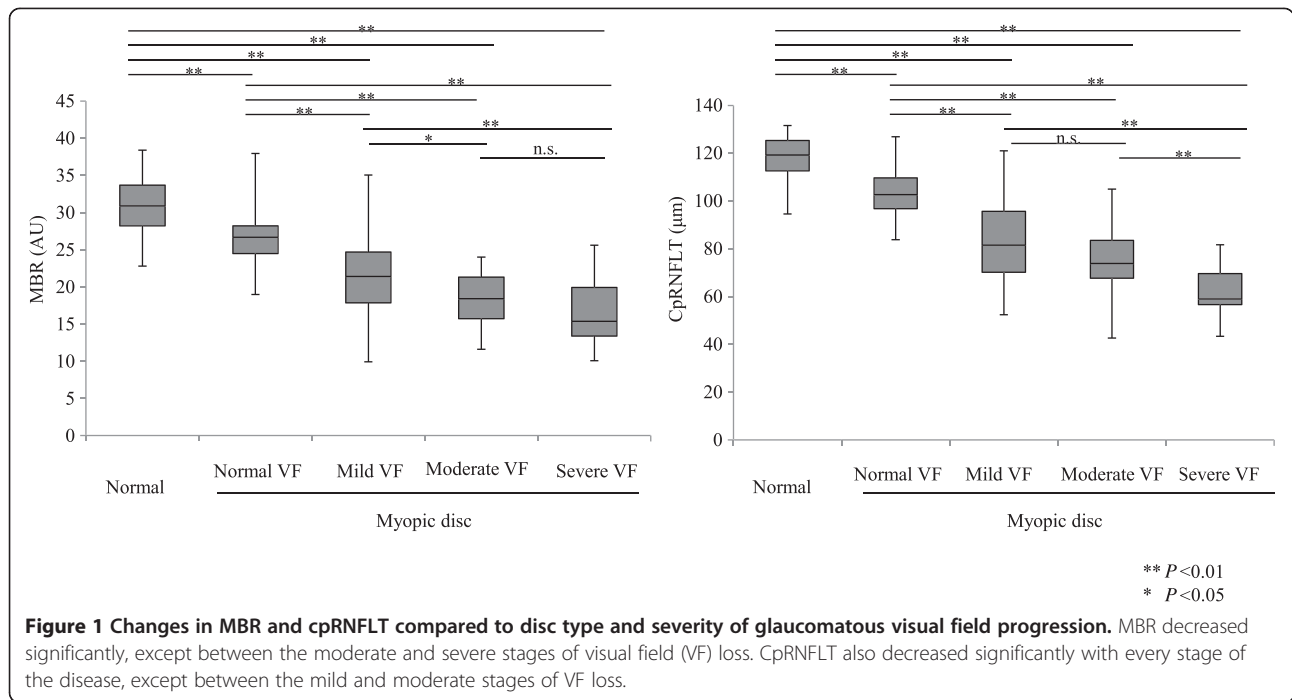 **
**
**
**
**
**
**
**
*
n.s.
45
40
35
30
25
20
15
10
5
0
MBR (AU)
Normal
Normal VF
Mild VF
Moderate VF
Severe VF
Myopic disc
**
**
**
**
**
**
**
**
n.s.
**
140
120
100
80
60
40
20
0
CpRNFLT (μm)
Normal
Normal VF
Mild VF
Moderate VF
Severe VF
Myopic disc
** P<0.01
* P<0.05
Figure 1 Changes in MBR and cpRNFLT compared to disc type and severity of glaucomatous visual field progression. MBR decreased
significantly, except between the moderate and severe stages of visual field (VF) loss. CpRNFLT also decreased significantly with every stage of
the disease, except between the mild and moderate stages of VF loss.